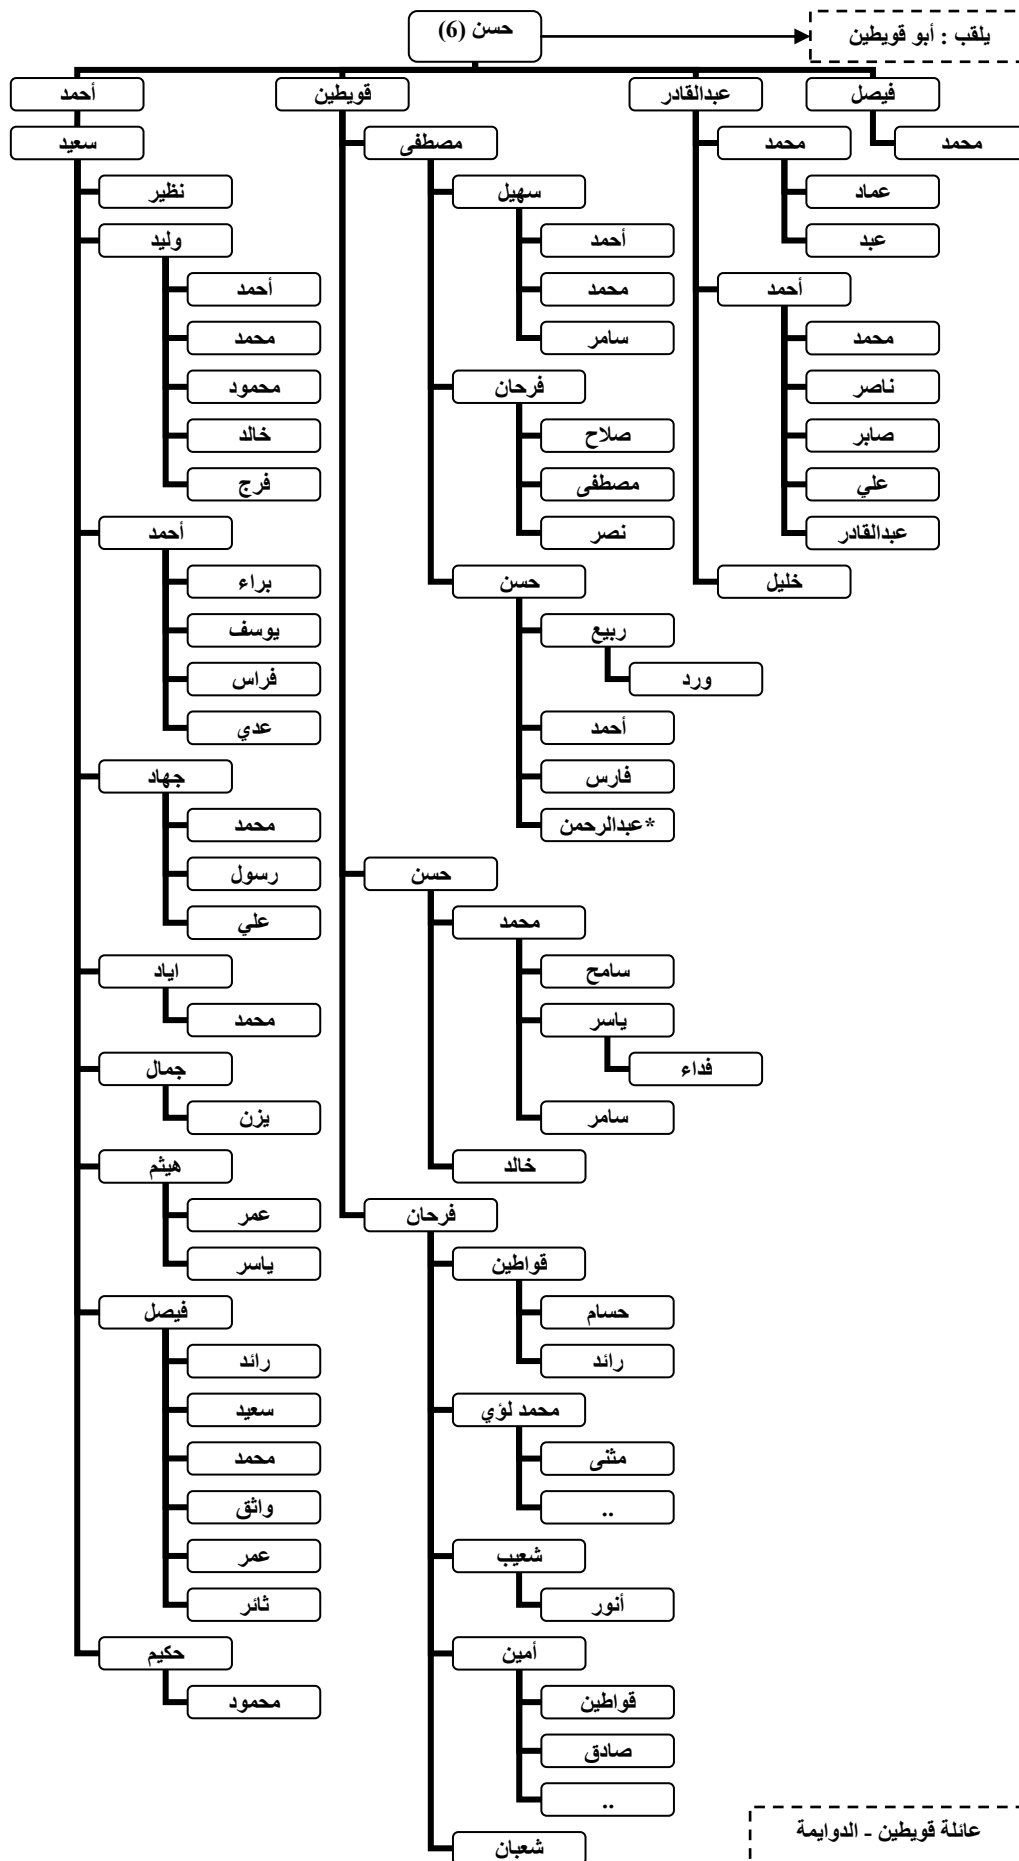 حسن (6)
يلقب : أبو قويطين
فيصل
محمد
عبدالقادر
محمد
عماد
عبد
أحمد
محمد
ناصر
صابر
علي
عبدالقادر
خليل
قويطين
مصطفى
سهيل
أحمد
محمد
سامر
فرحان
صلاح
مصطفى
نصر
حسن
ربيع
ورد
أحمد
فارس
*عبدالرحمن
حسن
محمد
سامح
ياسر
فداء
سامر
خالد
فرحان
قواطين
حسام
رائد
محمد لؤي
مثنى
..
شعيب
أنور
أمين
قواطين
صادق
..
شعبان
أحمد
سعيد
نظير
وليد
أحمد
محمد
محمود
خالد
فرج
أحمد
براء
يوسف
فراس
عدي
جهاد
محمد
رسول
علي
اياد
محمد
جمال
يزن
هيثم
عمر
ياسر
فيصل
رائد
سعيد
محمد
واثق
عمر
ثائر
حكيم
محمود
عائلة قويطين - الدوايمة